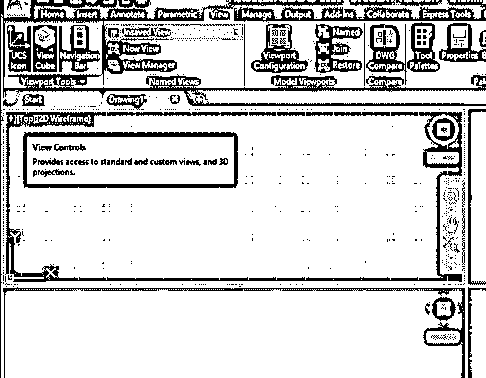 Home Insert Annotate Parametric View Manage Output Add-ins Collaborate Express Tools
UCS Icon
View Cube
Navigation Bar
Viewport Tools
Unsaved View
New View
View Manager
Named Views
Viewport Configuration
Named
Join
Restore
Model Viewports
DWG Compare
Compare
Tool Palettes
Properties
Start
Drawing1
[-][Top][2D Wireframe]
View Controls
Provides access to standard and custom views, and 3D
projections.
Y
X